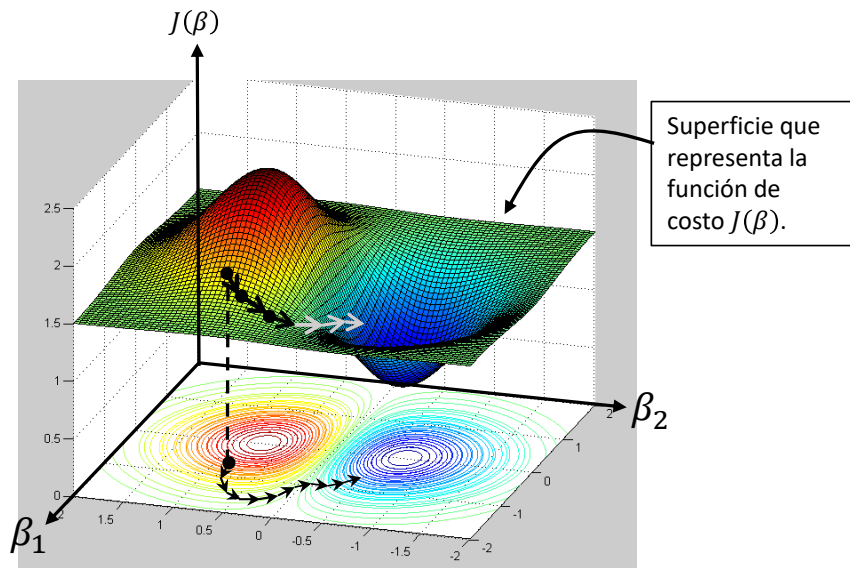 J(β)
Superficie que
representa la
función de
costo J(β).
2.5
2
1.5
1
0.5
0
β₁
2
1.5
1
0.5
0
-0.5
-1
-1.5
-2
-2
-1
0
1
2
β₂